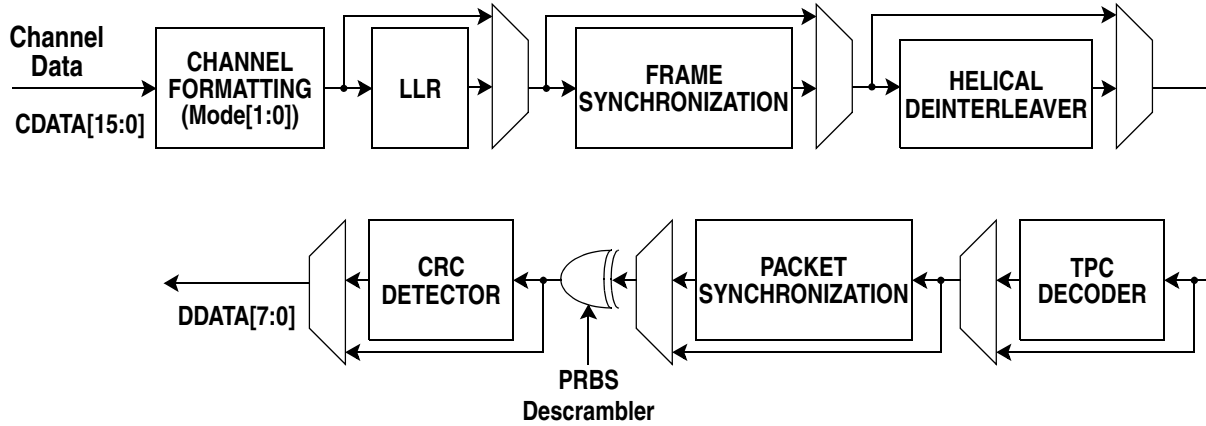 Channel
Data
CDATA[15:0]
CHANNEL
FORMATTING
(Mode[1:0])
LLR
FRAME
SYNCHRONIZATION
HELICAL
DEINTERLEAVER
TPC
DECODER
PACKET
SYNCHRONIZATION
PRBS
Descrambler
CRC
DETECTOR
DDATA[7:0]